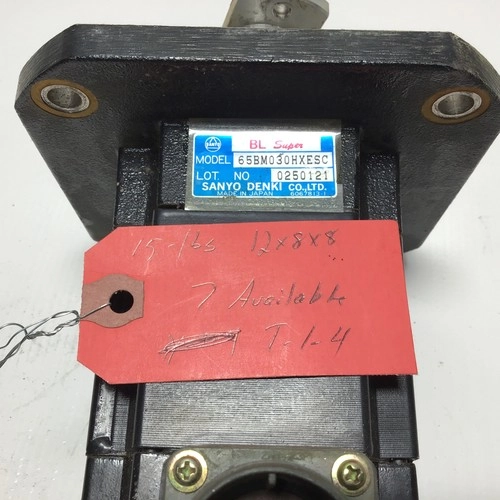 BL Super
MODEL 65BM030HXESC
LOT. NO 0250121
SANYO DENKI CO.,LTD.
MADE IN JAPAN
15-lbs 12x8x8
7 Available
T-1-4